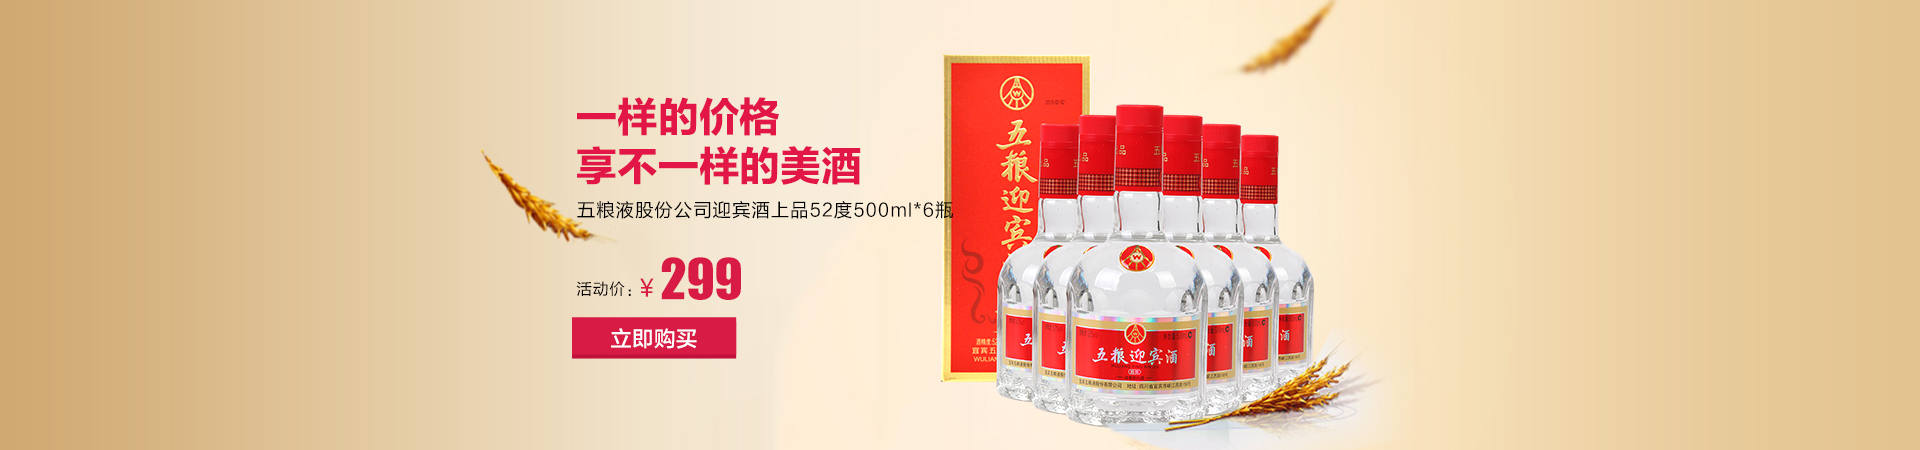 一样的价格
享不一样的美酒
五粮液股份公司迎宾酒上品52度500ml*6瓶
活动价：¥ 299
立即购买
五粮迎宾
五粮迎宾酒